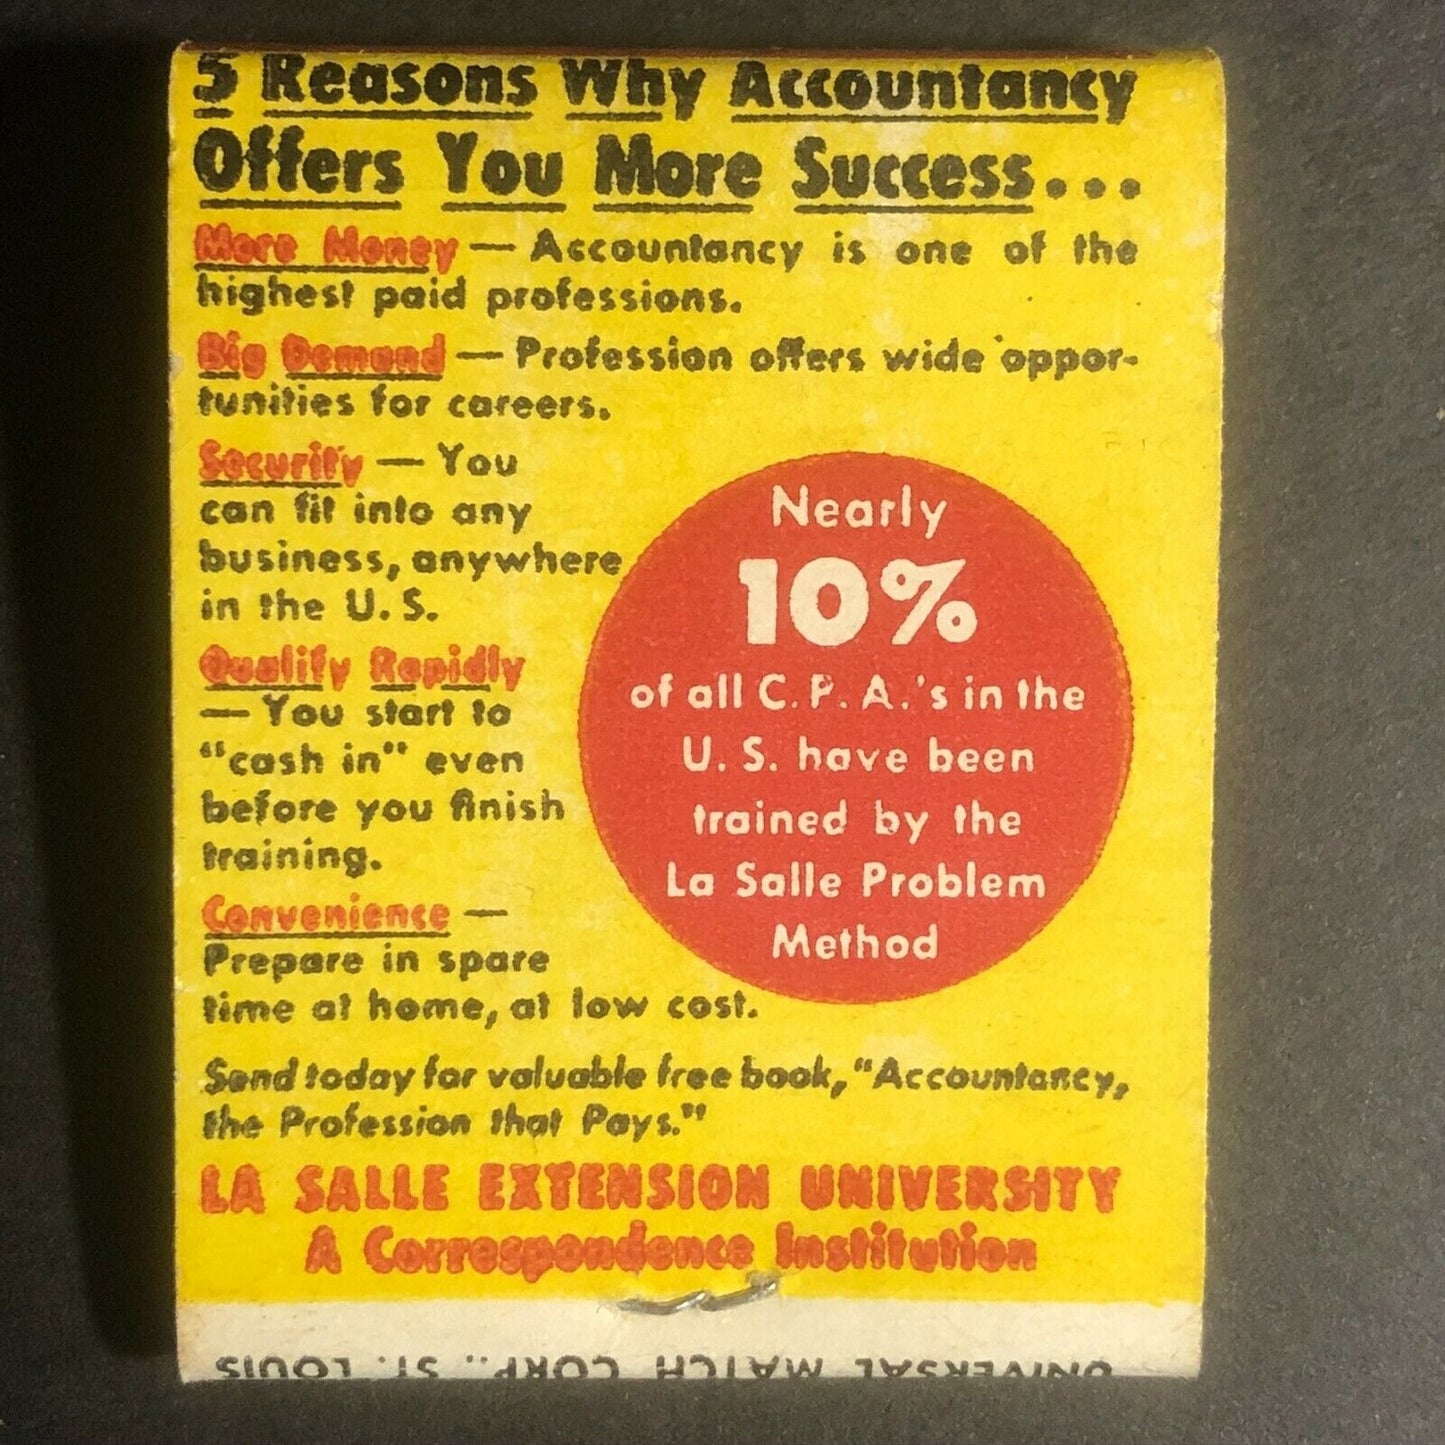 5 Reasons Why Accountancy
Offers You More Success...
More Money — Accountancy is one of the
highest paid professions.
Big Demand — Profession offers wide oppor-
tunities for careers.
Security — You
can fit into any
business, anywhere
in the U. S.
Qualify Rapidly
— You start to
"cash in" even
before you finish
training.
Convenience —
Prepare in spare
time at home, at low cost.
Nearly
10%
of all C. P. A.'s in the
U. S. have been
trained by the
La Salle Problem
Method
Send today for valuable free book, "Accountancy,
the Profession that Pays."
LA SALLE EXTENSION UNIVERSITY
A Correspondence Institution
UNIVERSAL MATCH CORP., ST. LOUIS